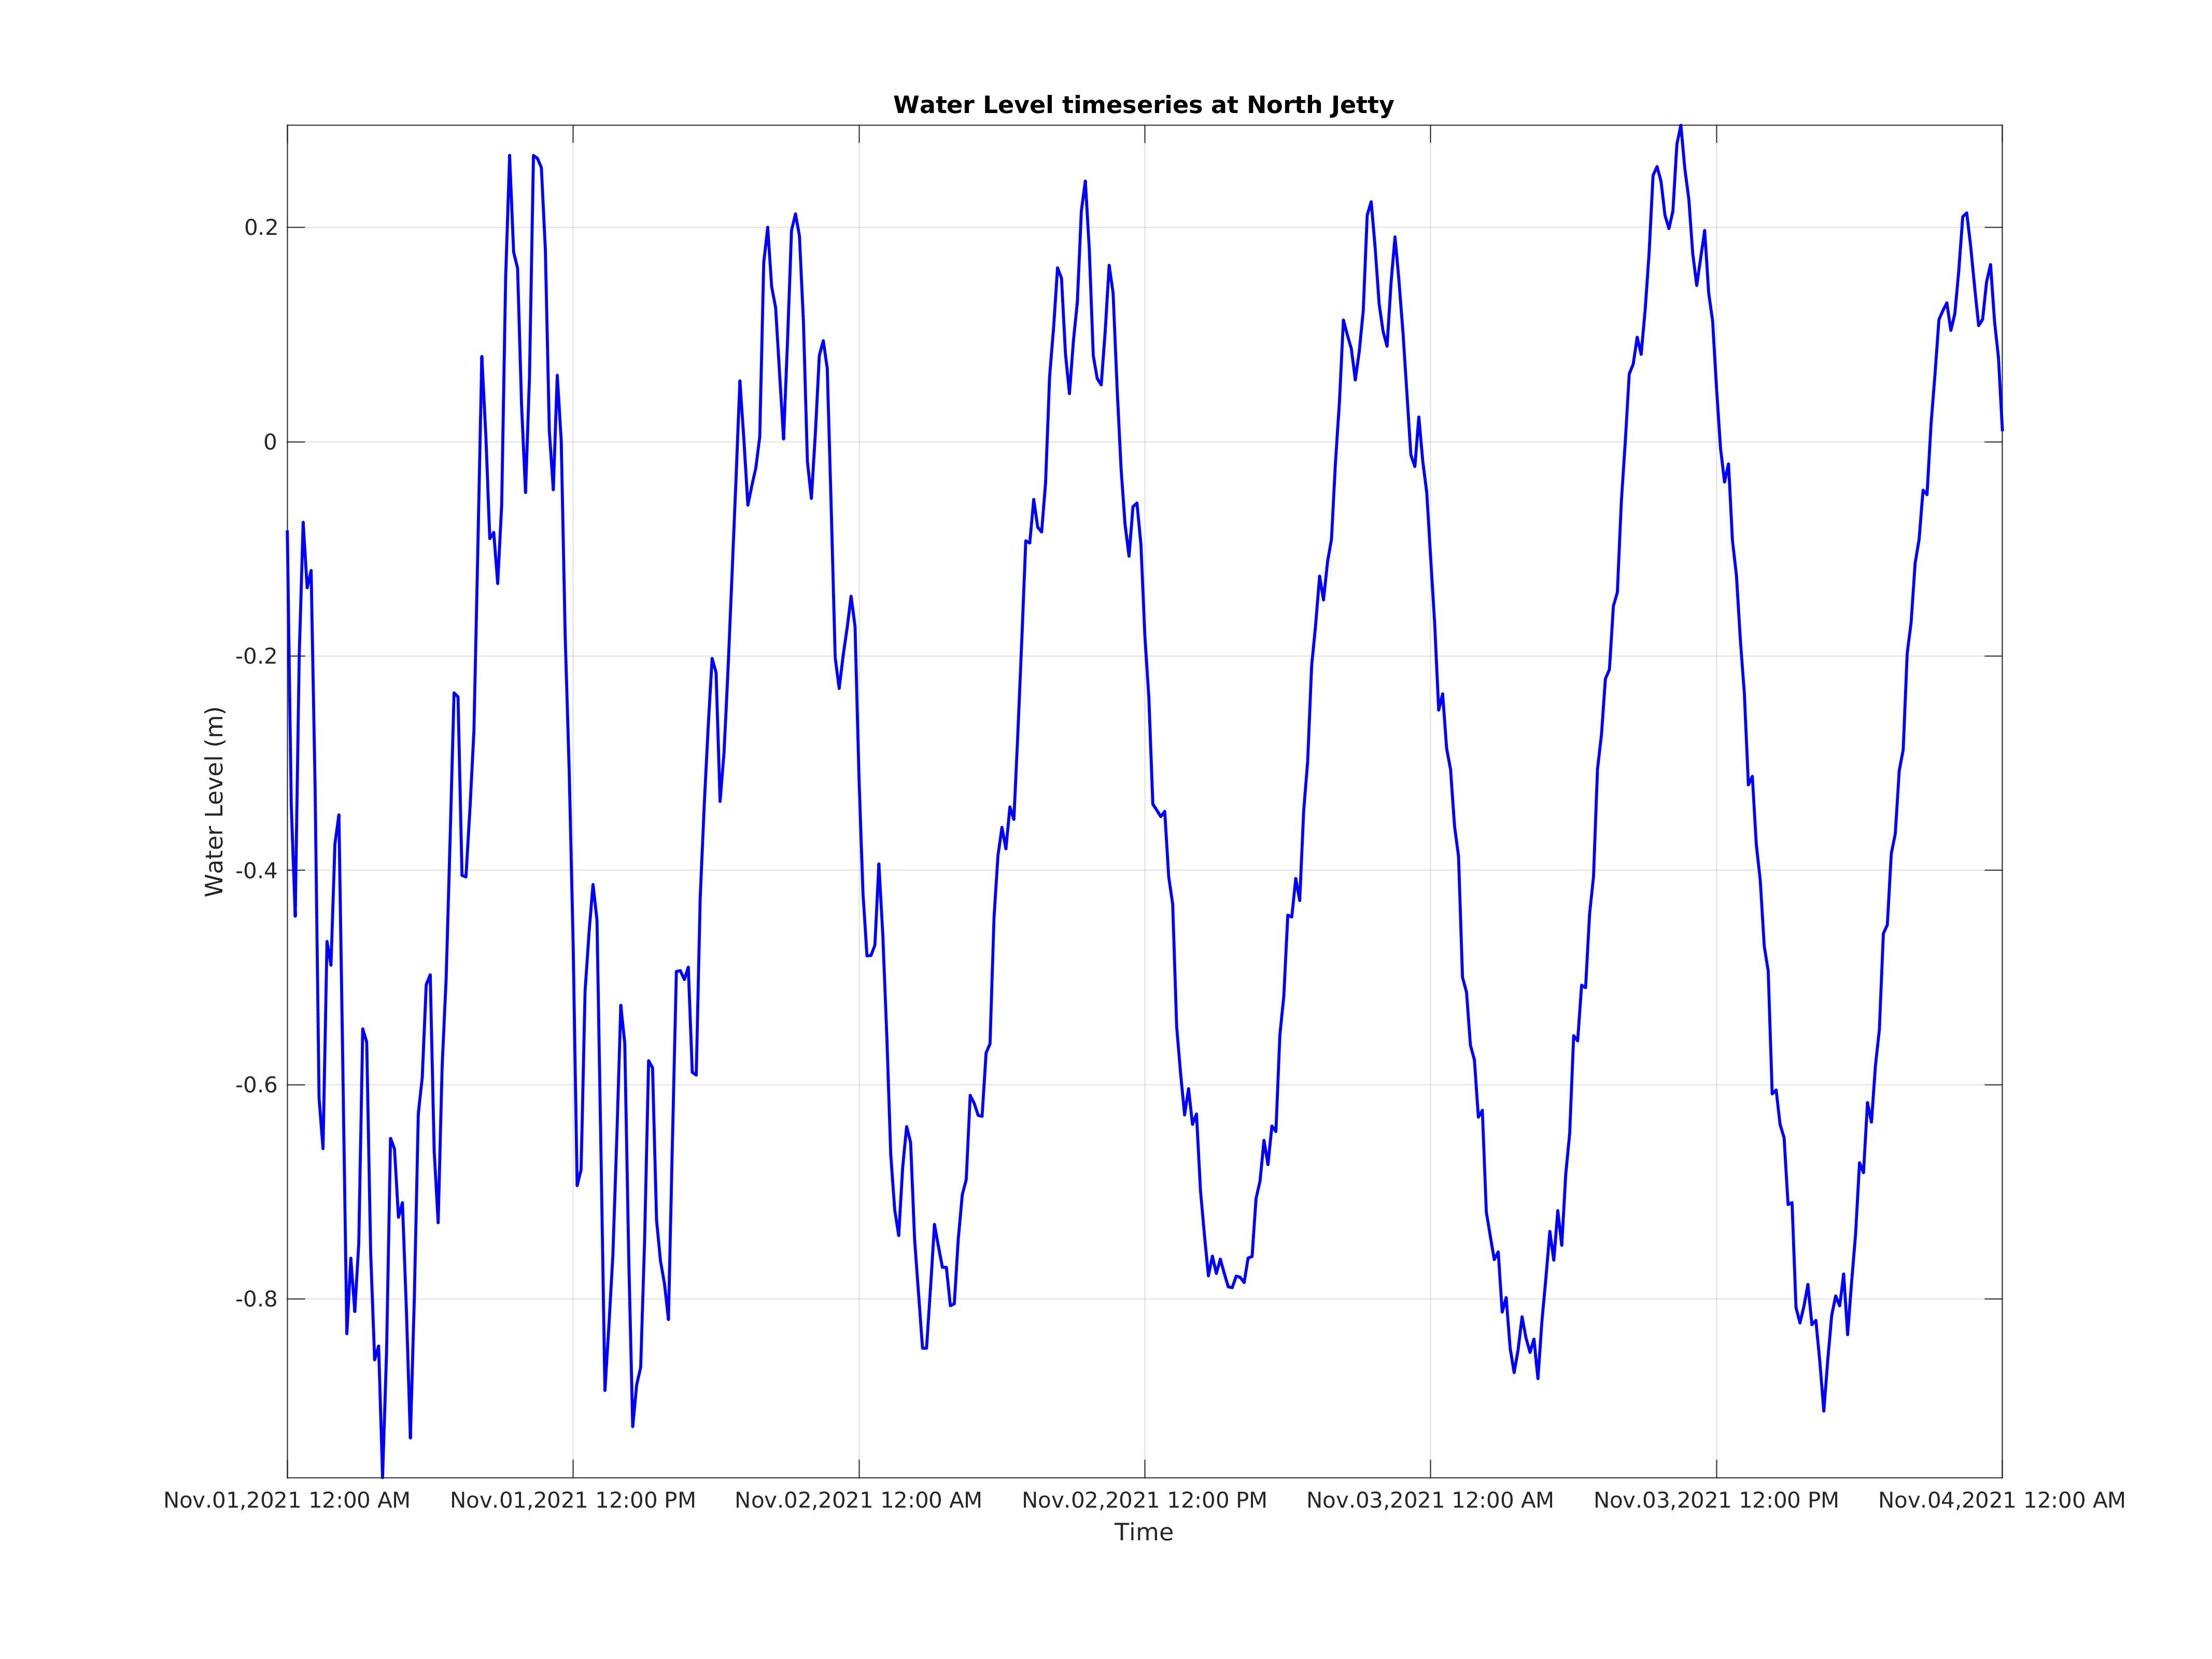 Water Level timeseries at North Jetty
0.2
0
-0.2
-0.4
-0.6
-0.8
Water Level (m)
Nov.01,2021 12:00 AM
Nov.01,2021 12:00 PM
Nov.02,2021 12:00 AM
Nov.02,2021 12:00 PM
Nov.03,2021 12:00 AM
Nov.03,2021 12:00 PM
Nov.04,2021 12:00 AM
Time